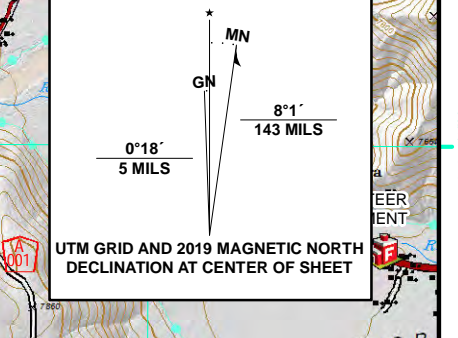 MN
GN
8°1´
143 MILS
0°18´
5 MILS
UTM GRID AND 2019 MAGNETIC NORTH
DECLINATION AT CENTER OF SHEET
A
001
TEER
MENT
F
R
7860